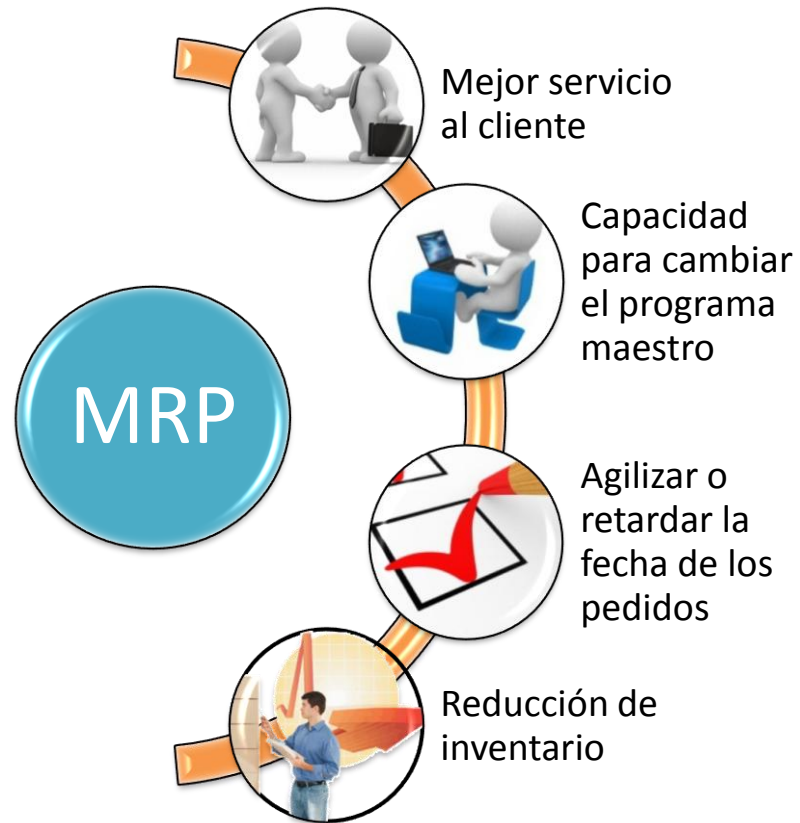 Mejor servicio
al cliente
Capacidad
para cambiar
el programa
maestro
MRP
Agilizar o
retardar la
fecha de los
pedidos
Reducción de
inventario